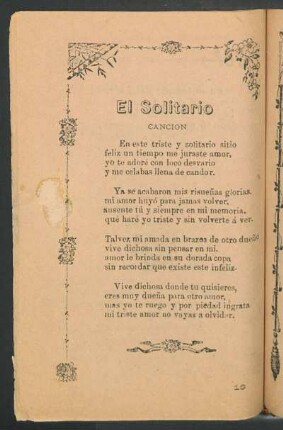 El Solitario
CANCION
En este triste y solitario sitio
feliz un tiempo me juraste amor,
yo te adoré con loco desvario
y me celabas llena de candor.
Ya se acabaron mis risueñas glorias,
mi amor huyó para jamas volver,
ausente tú y siempre en mi memoria,
qué haré yo triste y sin volverte á ver.
Talvez mi amada en brazos de otro dueño
vive dichosa sin pensar en mí,
amor le brinda en su dorada copa
sin recordar que existe este infeliz.
Vive dichosa donde tú quisieres,
eres muy dueña para otro amor,
mas yo te ruego y por piedad ingrata
mi triste amor no vayas a olvidar.